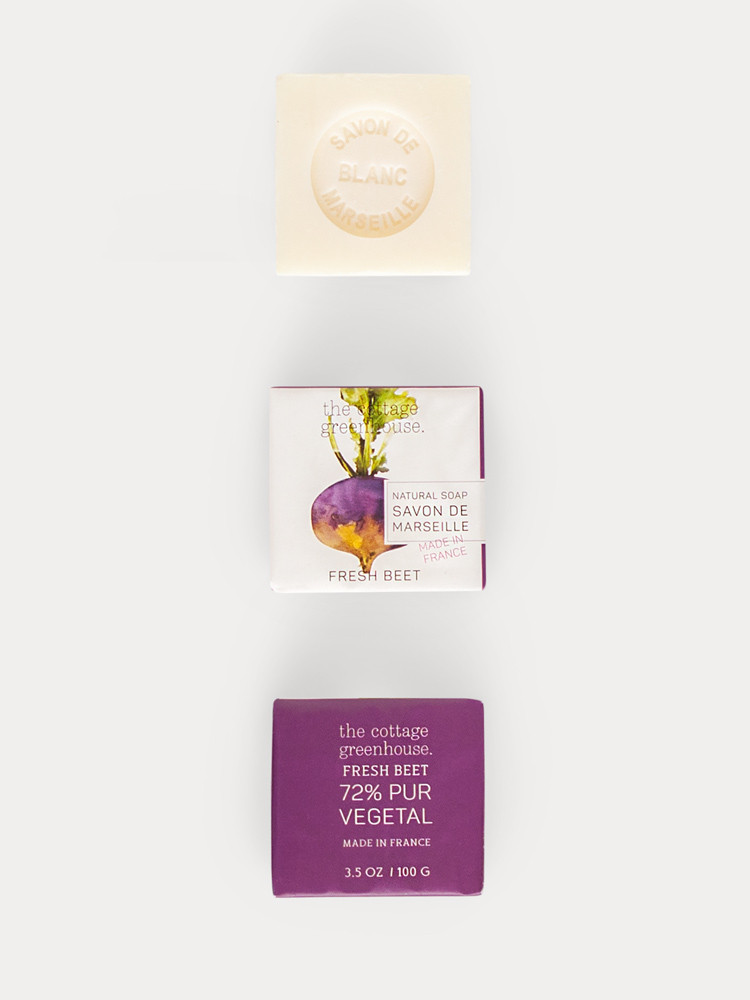 SAVON DE
BLANC
MARSEILLE
the cottage
greenhouse.
NATURAL SOAP
SAVON DE
MARSEILLE
MADE IN
FRANCE
FRESH BEET
the cottage
greenhouse.
FRESH BEET
72% PUR
VEGETAL
MADE IN FRANCE
3.5 OZ / 100 G